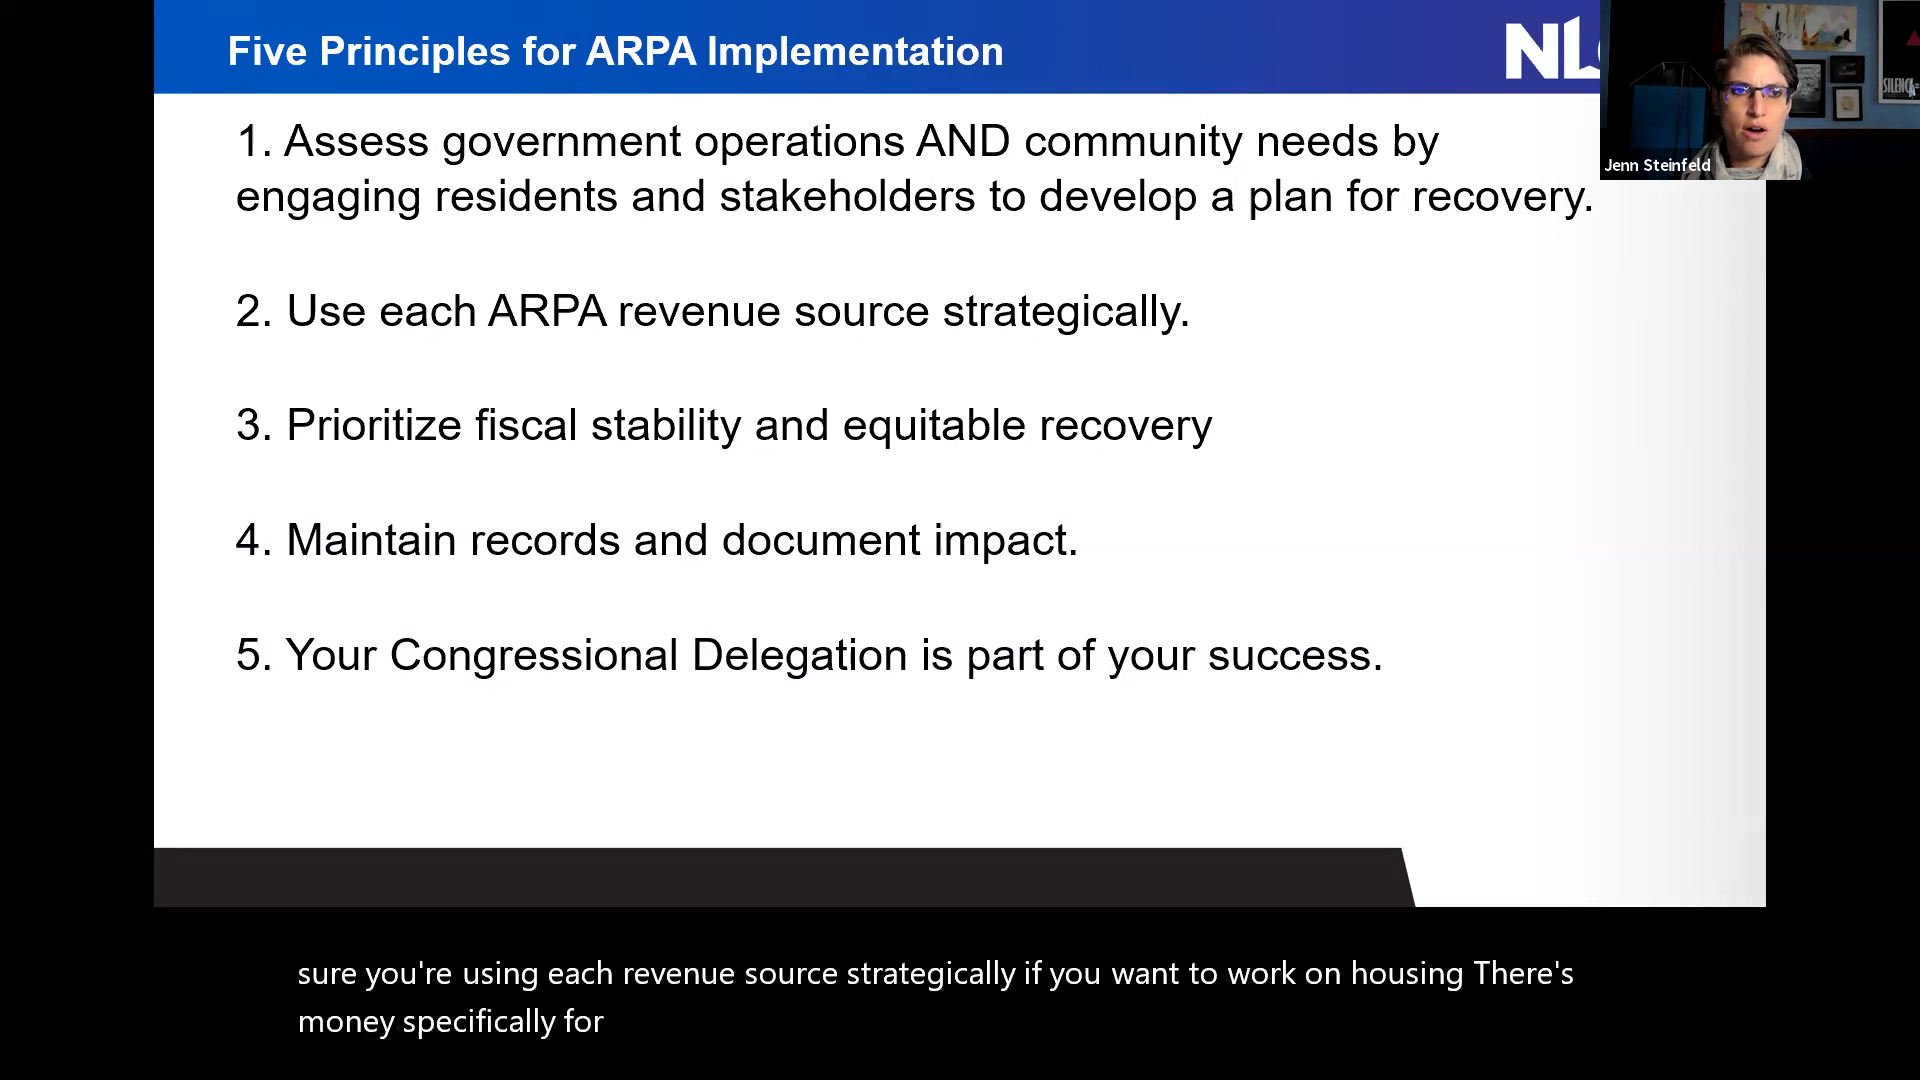 Five Principles for ARPA Implementation
NL
1. Assess government operations AND community needs by
engaging residents and stakeholders to develop a plan for recovery.
2. Use each ARPA revenue source strategically.
3. Prioritize fiscal stability and equitable recovery
4. Maintain records and document impact.
5. Your Congressional Delegation is part of your success.
Jenn Steinfeld
sure you're using each revenue source strategically if you want to work on housing There's
money specifically for